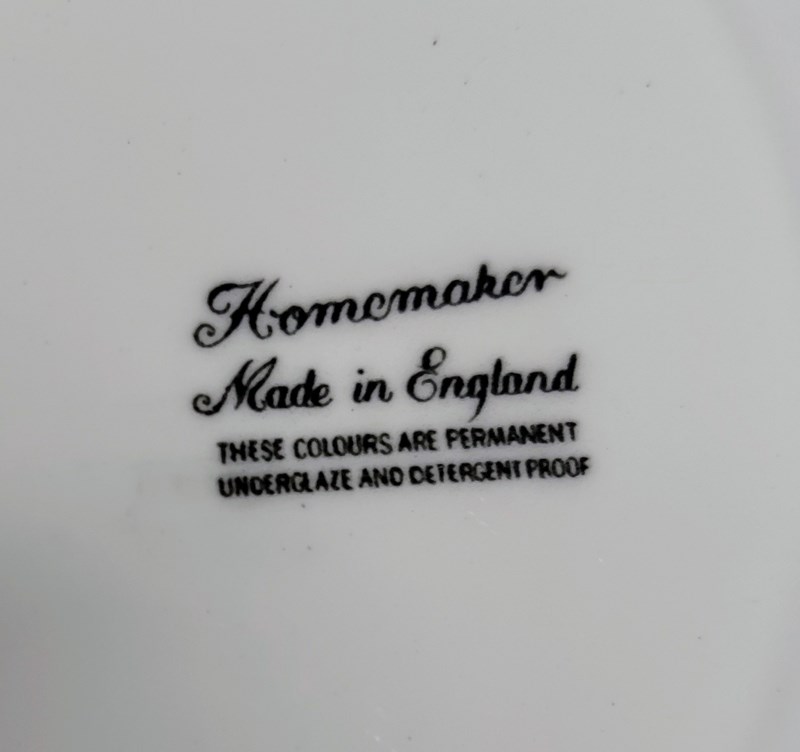 Homemaker
Made in England
THESE COLOURS ARE PERMANENT
UNDERGLAZE AND DETERGENT PROOF